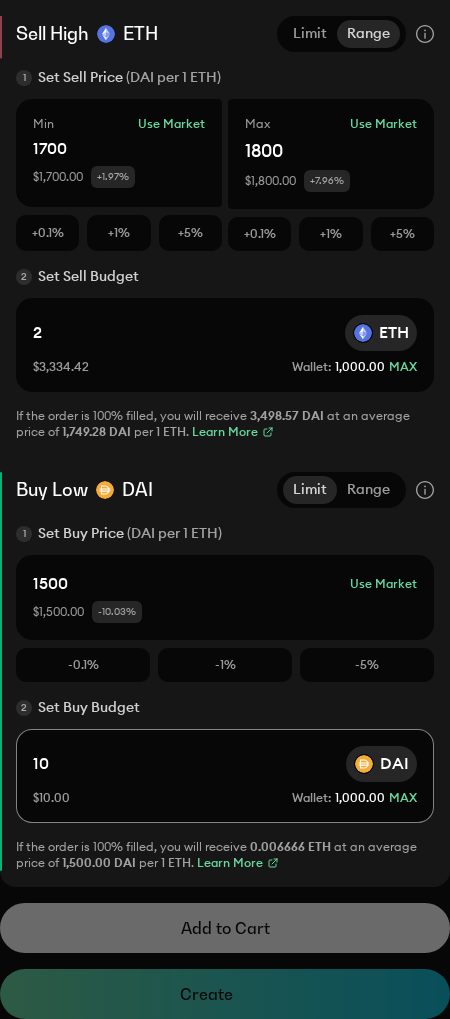 Sell High ETH
Limit Range
1 Set Sell Price (DAI per 1 ETH)
Min Use Market
1700
$1,700.00 +1.97%
Max Use Market
1800
$1,800.00 +7.96%
+0.1% +1% +5% +0.1% +1% +5%
2 Set Sell Budget
2 ETH
$3,334.42 Wallet: 1,000.00 MAX
If the order is 100% filled, you will receive 3,498.57 DAI at an average
price of 1,749.28 DAI per 1 ETH. Learn More
Buy Low DAI
Limit Range
1 Set Buy Price (DAI per 1 ETH)
1500 Use Market
$1,500.00 -10.03%
-0.1% -1% -5%
2 Set Buy Budget
10 DAI
$10.00 Wallet: 1,000.00 MAX
If the order is 100% filled, you will receive 0.006666 ETH at an average
price of 1,500.00 DAI per 1 ETH. Learn More
Add to Cart
Create